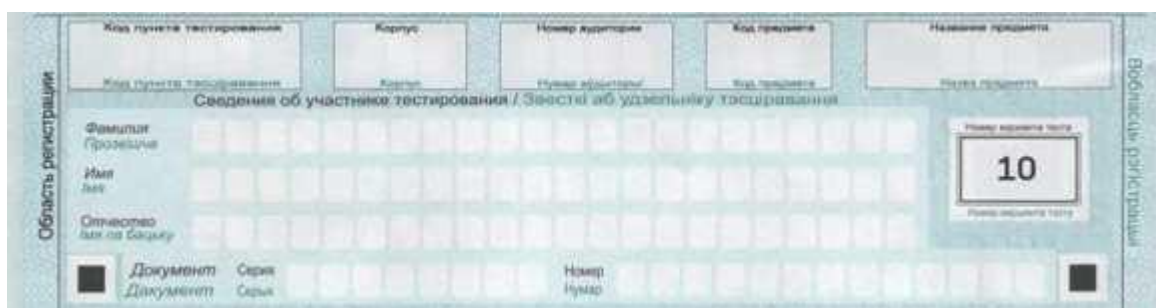 Код пункта тестирования Корпус Номер аудитории Код предмета Название предмета
Код пункта тэсціравання Корпус Нумар аўдыторыі Код прадмета Назва прадмета
Сведения об участнике тестирования / Звесткі аб удзельніку тэсціравання
Область регистрации
Вобласць рэгістрацыі
Фамилия
Прозвішча
Номер варианта теста
10
Нумар варыянта тэста
Имя
Імя
Отчество
Імя па бацьку
Документ Серия Номер
Дакумент Серыя Нумар